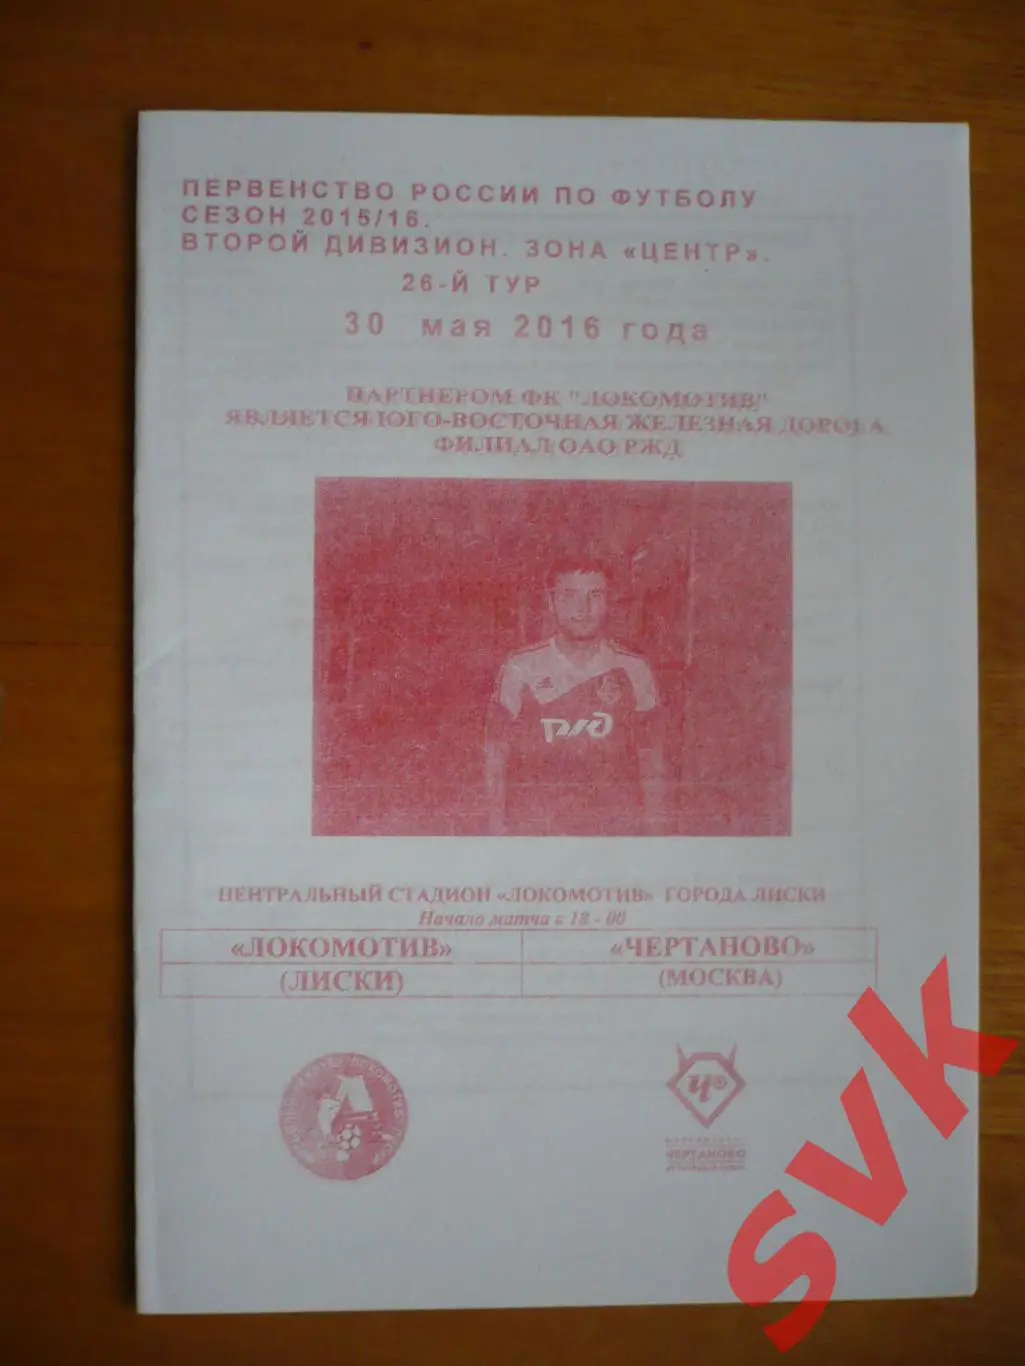 ПЕРВЕНСТВО РОССИИ ПО ФУТБОЛУ
СЕЗОН 2015/16.
ВТОРОЙ ДИВИЗИОН. ЗОНА «ЦЕНТР».
26-Й ТУР
30 мая 2016 года
ПАРТНЕРОМ ФК "ЛОКОМОТИВ"
ЯВЛЯЕТСЯ ЮГО-ВОСТОЧНАЯ ЖЕЛЕЗНАЯ ДОРОГА
ФИЛИАЛ ОАО РЖД
РЖД
ЦЕНТРАЛЬНЫЙ СТАДИОН «ЛОКОМОТИВ» ГОРОДА ЛИСКИ
Начало матча в 18 - 00
«ЛОКОМОТИВ» «ЧЕРТАНОВО»
(ЛИСКИ) (МОСКВА)
ЧЕРТАНОВО
SVK